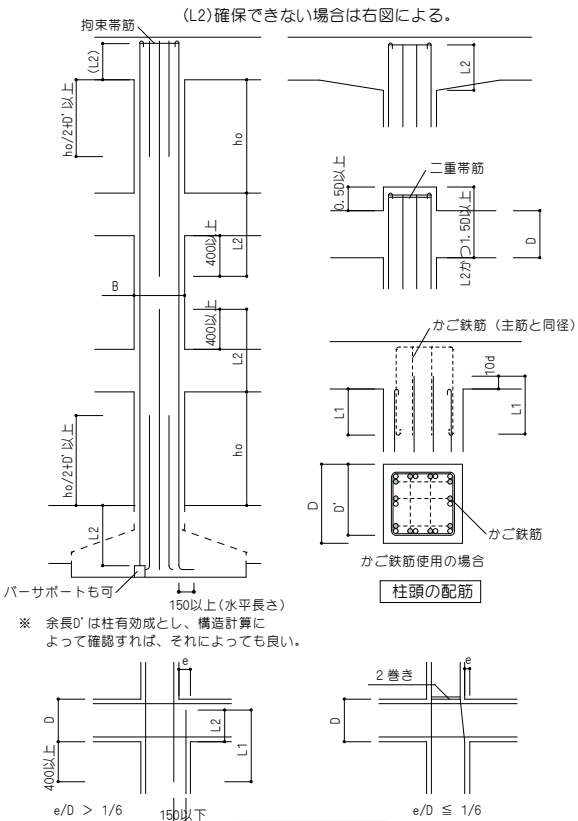 (L2)確保できない場合は右図による。
拘束帯筋
(L2)
ho/2+D'以上
ho
400以上
L2
B
400以上
L2
ho/2+D'以上
ho
L2
バーサポートも可
150以上(水平長さ)
※ 余長D'は柱有効成とし、構造計算に
よって確認すれば、それによっても良い。
L2
二重帯筋
0.5D以上
L2かつ1.5D以上
D
かご鉄筋（主筋と同径）
10d
L1
L1
D
D'
かご鉄筋
かご鉄筋使用の場合
柱頭の配筋
e
D
L2
L1
400以上
e/D > 1/6
150以下
e
2巻き
D
e/D ≦ 1/6